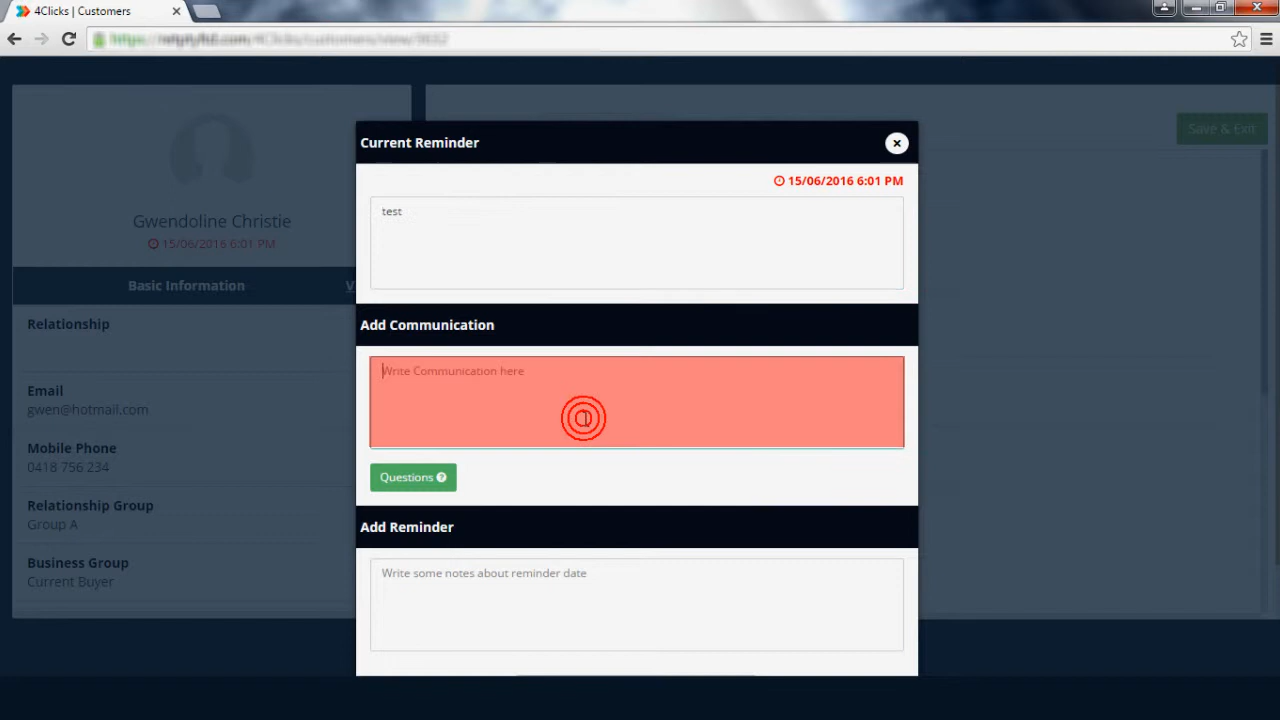 4Clicks | Customers
Current Reminder
15/06/2016 6:01 PM
test
Add Communication
Write Communication here
Questions
Add Reminder
Write some notes about reminder date
Gwendoline Christie
15/06/2016 6:01 PM
Basic Information
V
Relationship
Email
gwen@hotmail.com
Mobile Phone
0418 756 234
Relationship Group
Group A
Business Group
Current Buyer
Save & Exit